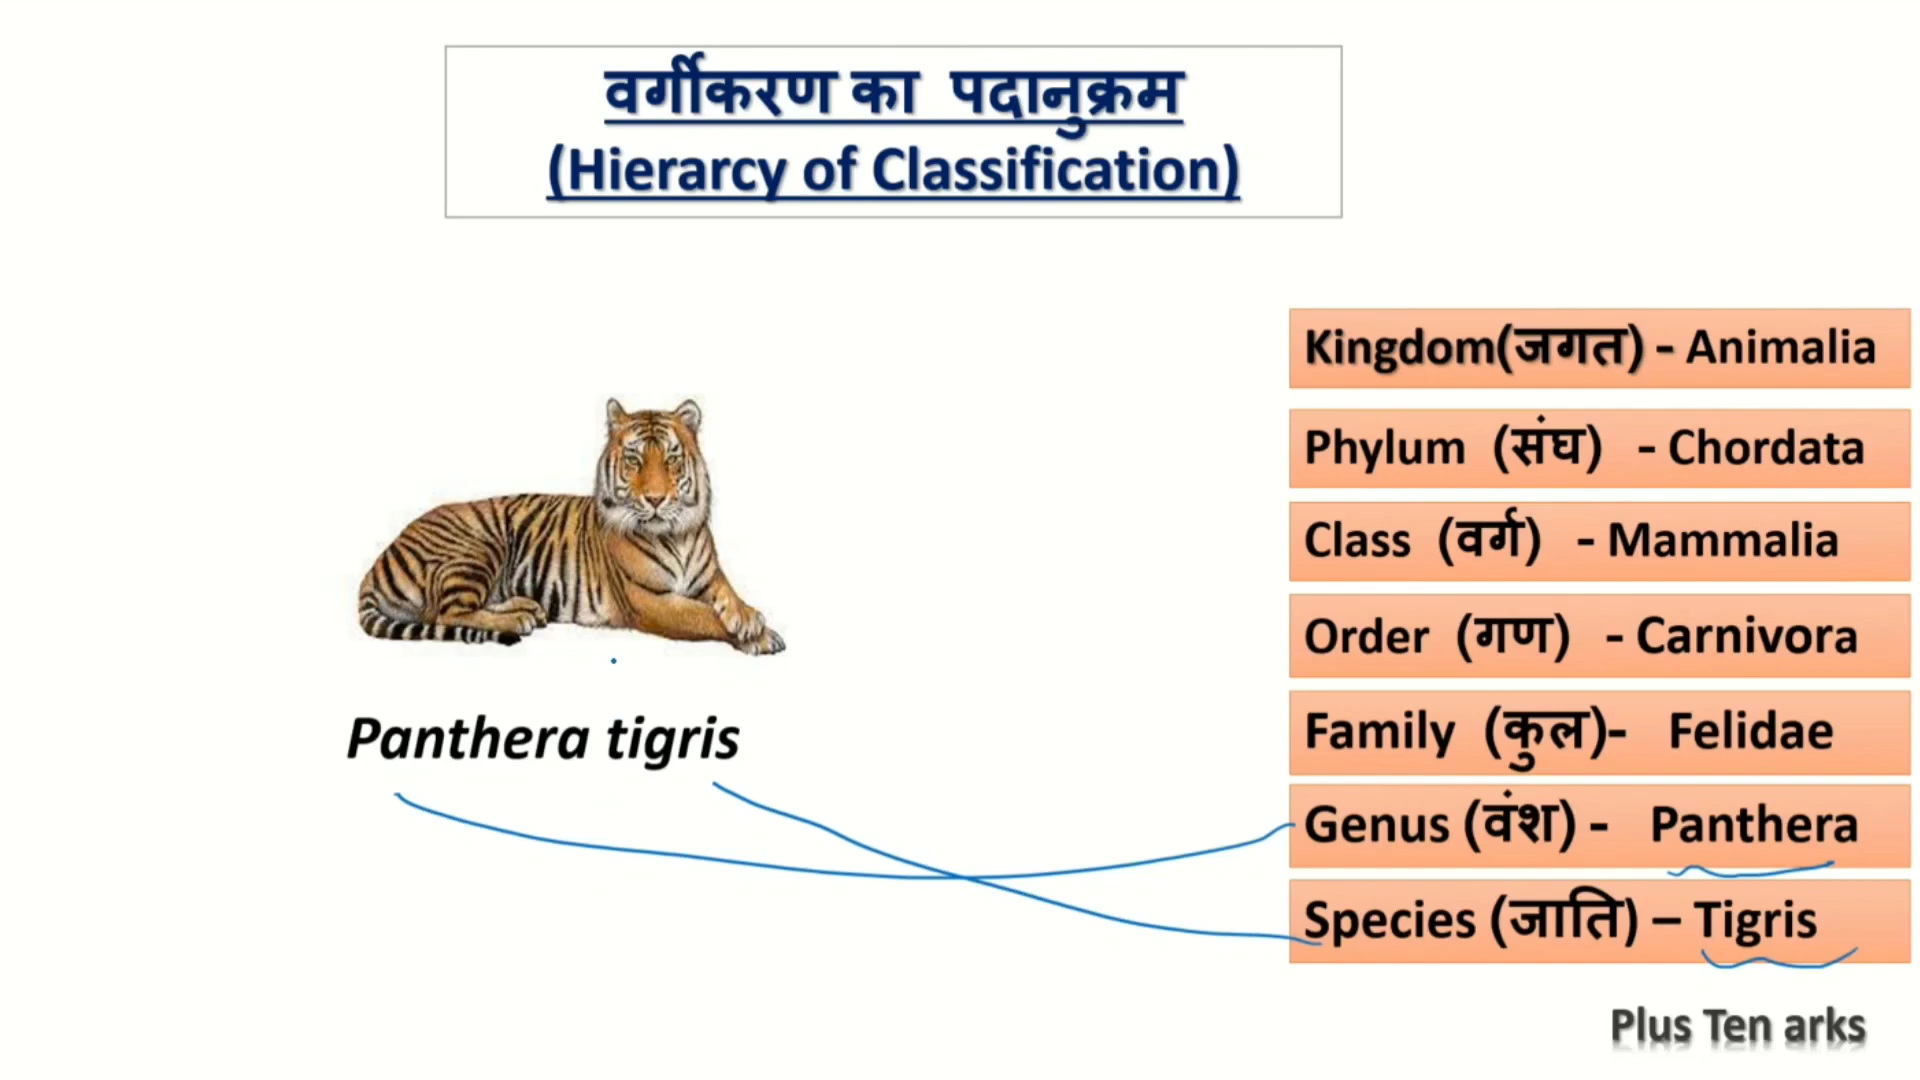 वर्गीकरण का पदानुक्रम
(Hierarcy of Classification)
Kingdom(जगत) - Animalia
Phylum (संघ) - Chordata
Class (वर्ग) - Mammalia
Order (गण) - Carnivora
Family (कुल)- Felidae
Genus (वंश) - Panthera
Species (जाति) – Tigris
Panthera tigris
Plus Ten arks